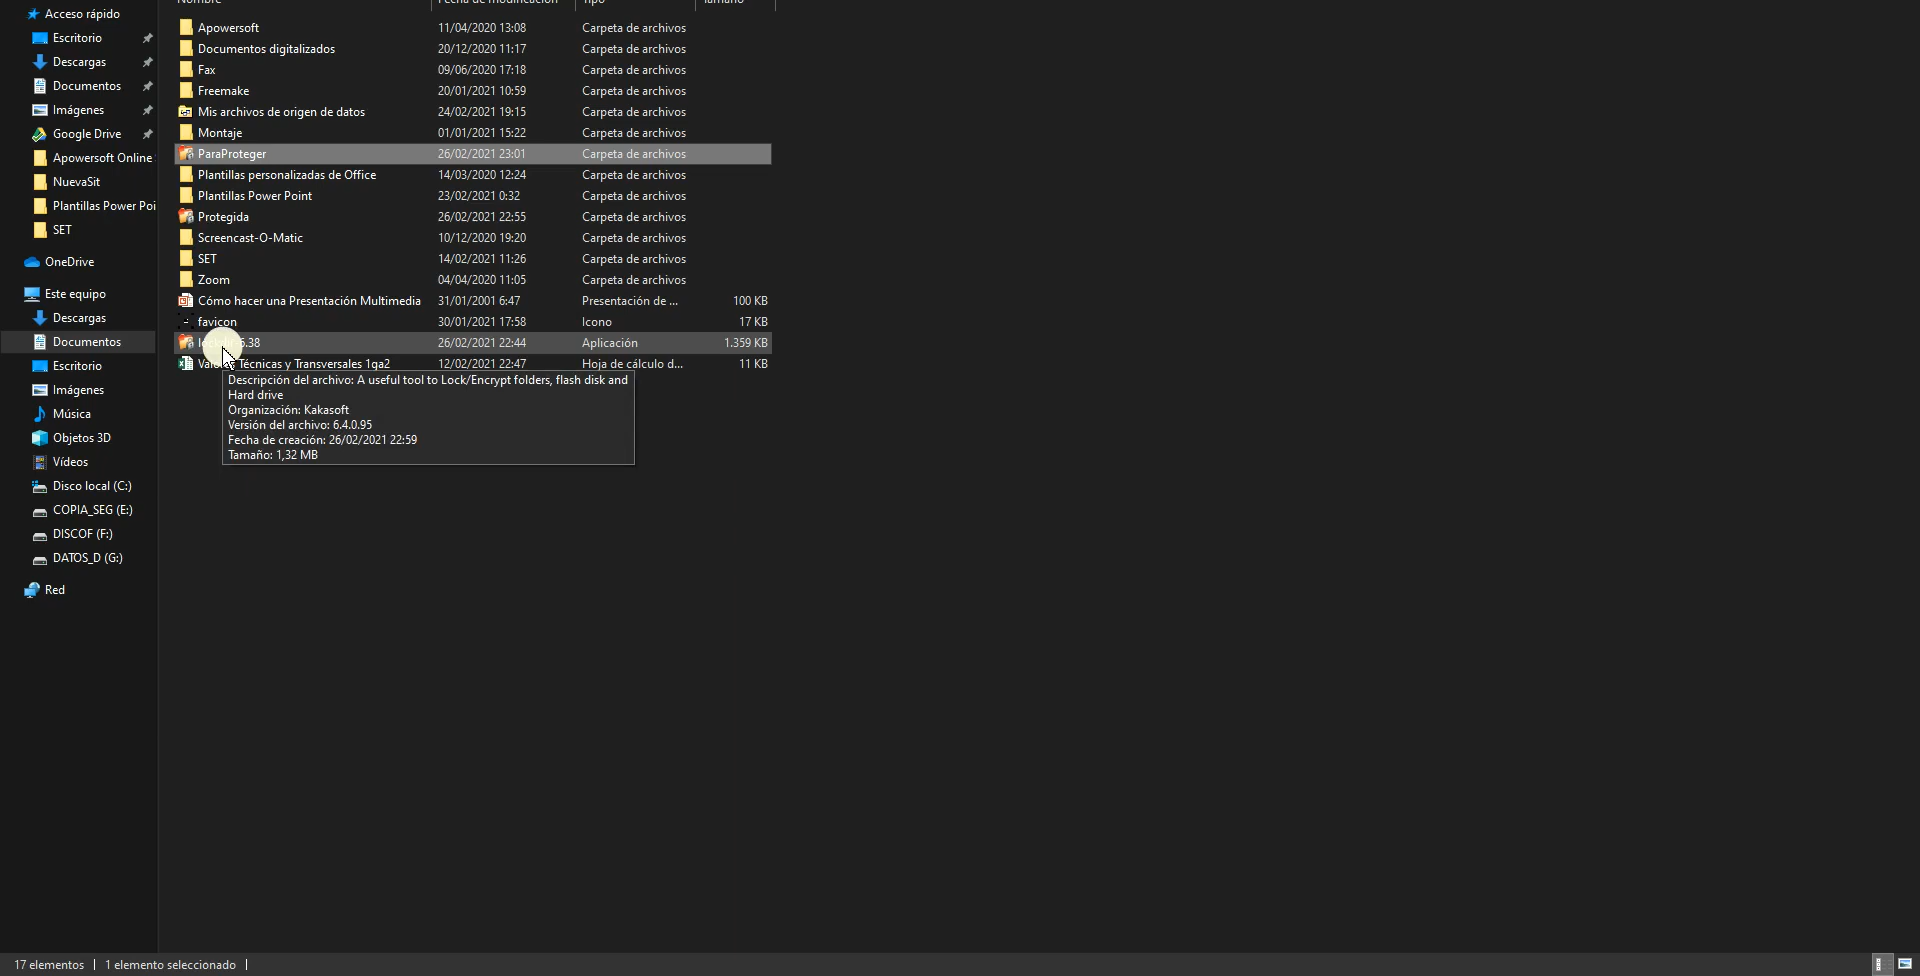 Nombre Fecha de modificación Tipo Tamaño
Acceso rápido
Escritorio
Descargas
Documentos
Imágenes
Google Drive
Apowersoft Online
NuevaSit
Plantillas Power Poi
SET
OneDrive
Este equipo
Descargas
Documentos
Escritorio
Imágenes
Música
Objetos 3D
Vídeos
Disco local (C:)
COPIA_SEG (E:)
DISCOF (F:)
DATOS_D (G:)
Red
Apowersoft 11/04/2020 13:08 Carpeta de archivos
Documentos digitalizados 20/12/2020 11:17 Carpeta de archivos
Fax 09/06/2020 17:18 Carpeta de archivos
Freemake 20/01/2021 10:59 Carpeta de archivos
Mis archivos de origen de datos 24/02/2021 19:15 Carpeta de archivos
Montaje 01/01/2021 15:22 Carpeta de archivos
ParaProteger 26/02/2021 23:01 Carpeta de archivos
Plantillas personalizadas de Office 14/03/2020 12:24 Carpeta de archivos
Plantillas Power Point 23/02/2021 0:32 Carpeta de archivos
Protegida 26/02/2021 22:55 Carpeta de archivos
Screencast-O-Matic 10/12/2020 19:20 Carpeta de archivos
SET 14/02/2021 11:26 Carpeta de archivos
Zoom 04/04/2020 11:05 Carpeta de archivos
Cómo hacer una Presentación Multimedia 31/01/2001 6:47 Presentación de ... 100 KB
favicon 30/01/2021 17:58 Icono 17 KB
26/02/2021 22:44 Aplicación 1.359 KB
Técnicas y Transversales 1qa2 12/02/2021 22:47 Hoja de cálculo d... 11 KB
Descripción del archivo: A useful tool to Lock/Encrypt folders, flash disk and
Hard drive
Organización: Kakasoft
Versión del archivo: 6.4.0.95
Fecha de creación: 26/02/2021 22:59
Tamaño: 1,32 MB
17 elementos 1 elemento seleccionado